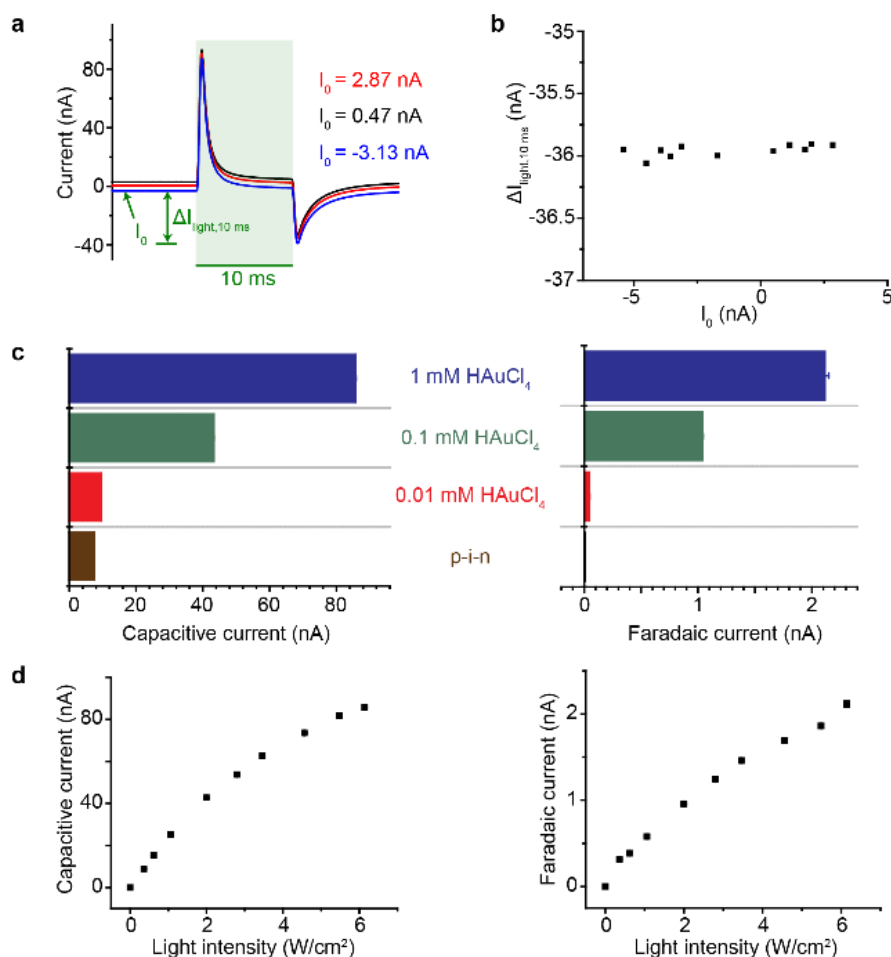 a
Current (nA)
80
40
0
-40
I₀ = 2.87 nA
I₀ = 0.47 nA
I₀ = -3.13 nA
I₀
ΔI light,10 ms
10 ms
b
ΔI light,10 ms (nA)
-35
-35.5
-36
-36.5
-37
-5 0 5
I₀ (nA)
c
1 mM HAuCl₄
0.1 mM HAuCl₄
0.01 mM HAuCl₄
p-i-n
0 20 40 60 80
Capacitive current (nA)
0 1 2
Faradaic current (nA)
d
Capacitive current (nA)
80
40
0
0 2 4 6
Light intensity (W/cm²)
Faradaic current (nA)
2
1
0
0 2 4 6
Light intensity (W/cm²)